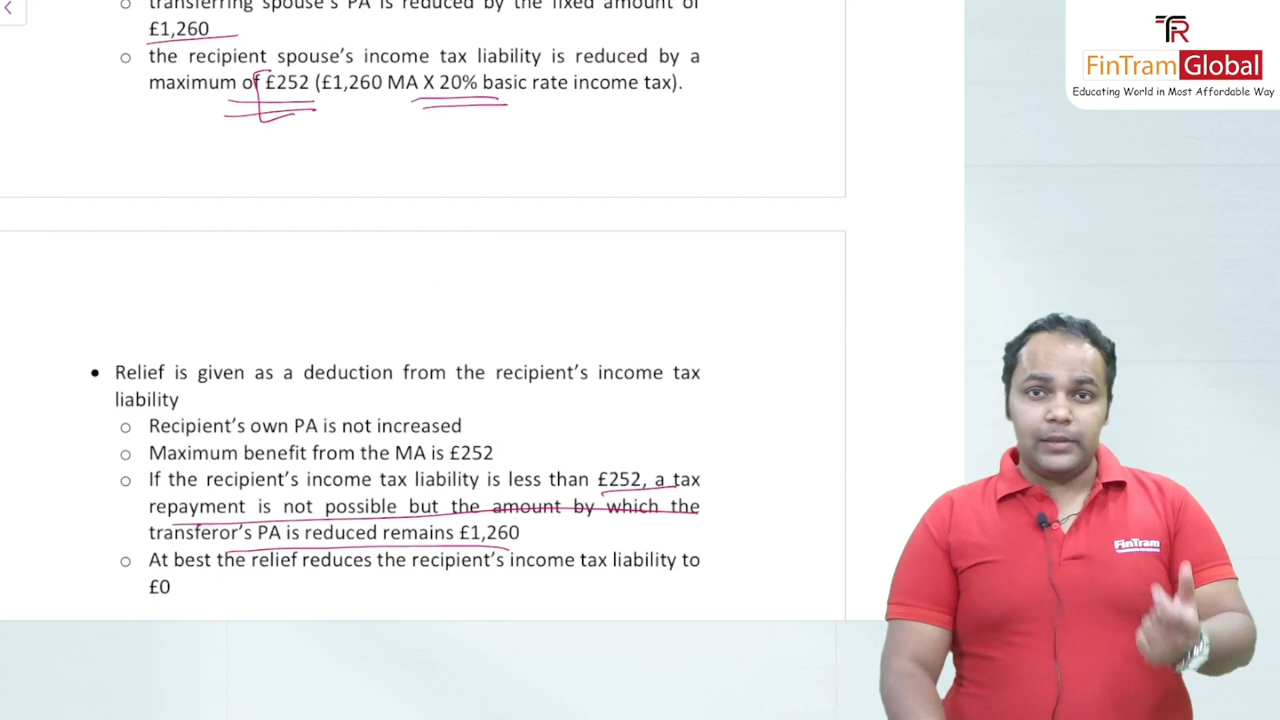 transferring spouse's PA is reduced by the fixed amount of
£1,260
o the recipient spouse's income tax liability is reduced by a
maximum of £252 (£1,260 MA X 20% basic rate income tax).
• Relief is given as a deduction from the recipient's income tax
liability
o Recipient's own PA is not increased
o Maximum benefit from the MA is £252
o If the recipient's income tax liability is less than £252, a tax
repayment is not possible but the amount by which the
transferor's PA is reduced remains £1,260
o At best the relief reduces the recipient's income tax liability to
£0
FinTram Global
Educating World in Most Affordable Way
FinTram